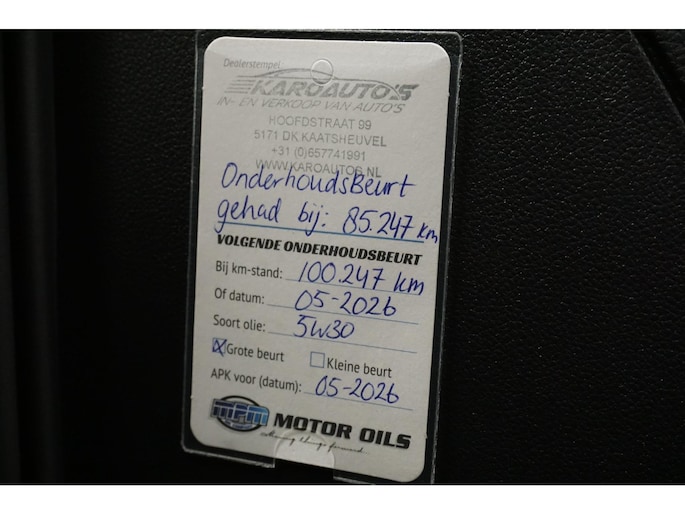 Dealerstempel
KAROAUTO'S
IN- EN VERKOOP VAN AUTO'S
HOOFDSTRAAT 99
5171 DK KAATSHEUVEL
+31 (0)657741991
WWW.KAROAUTOS.NL
OnderhoudsBeurt
gehad bij: 85.247 km
VOLGENDE ONDERHOUDSBEURT
Bij km-stand: 100.247 km
Of datum: 05-2026
Soort olie: 5W30
Grote beurt Kleine beurt
APK voor (datum): 05-2026
mpm MOTOR OILS